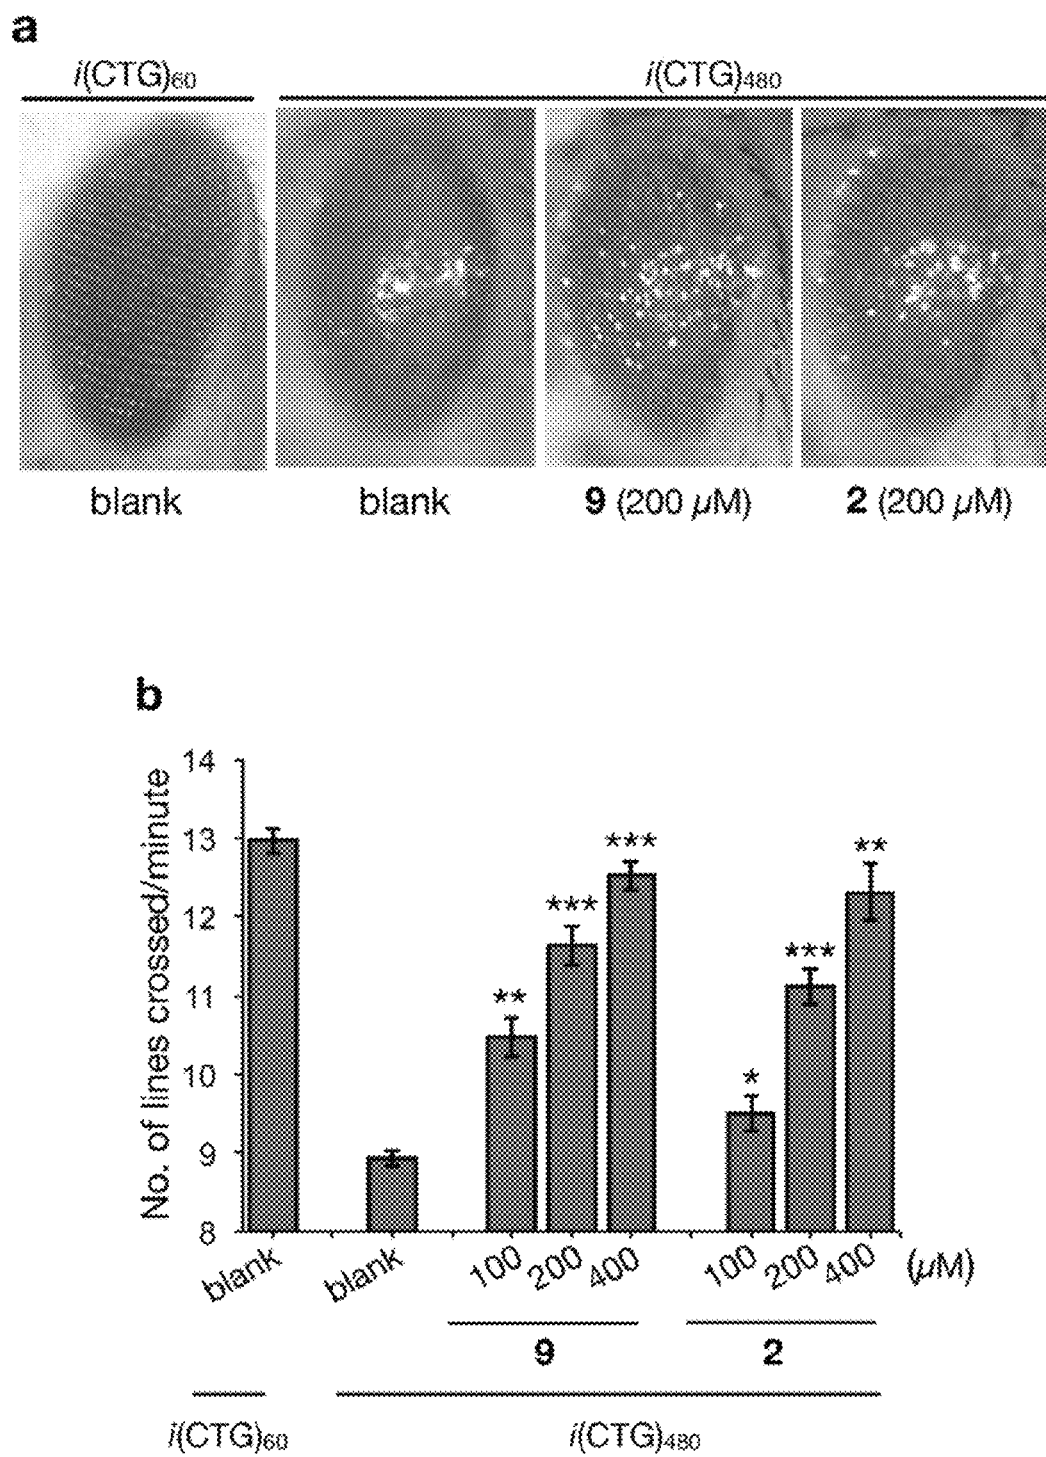 a
i(CTG)60
i(CTG)480
blank
blank
9 (200 μM)
2 (200 μM)
b
No. of lines crossed/minute
14
13
12
11
10
9
8
**
***
***
*
***
**
blank
blank
100
200
400
100
200
400
(μM)
9
2
i(CTG)60
i(CTG)480